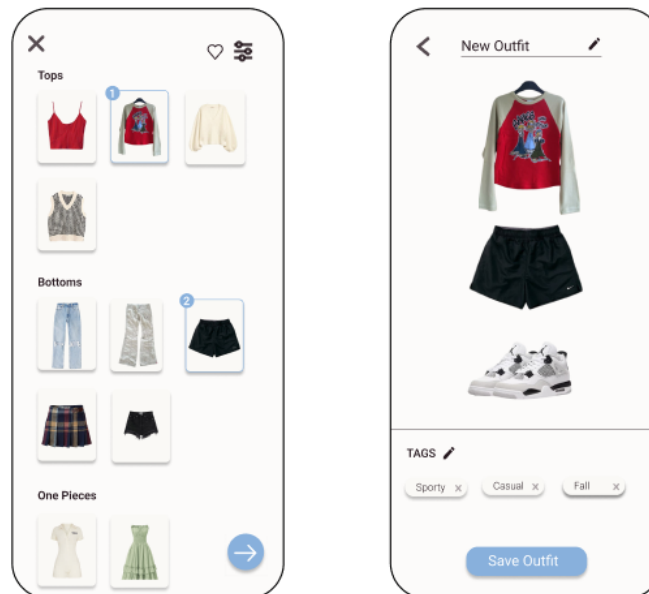 Tops
1
Bottoms
2
One Pieces
New Outfit
TAGS
Sporty x
Casual x
Fall x
Save Outfit